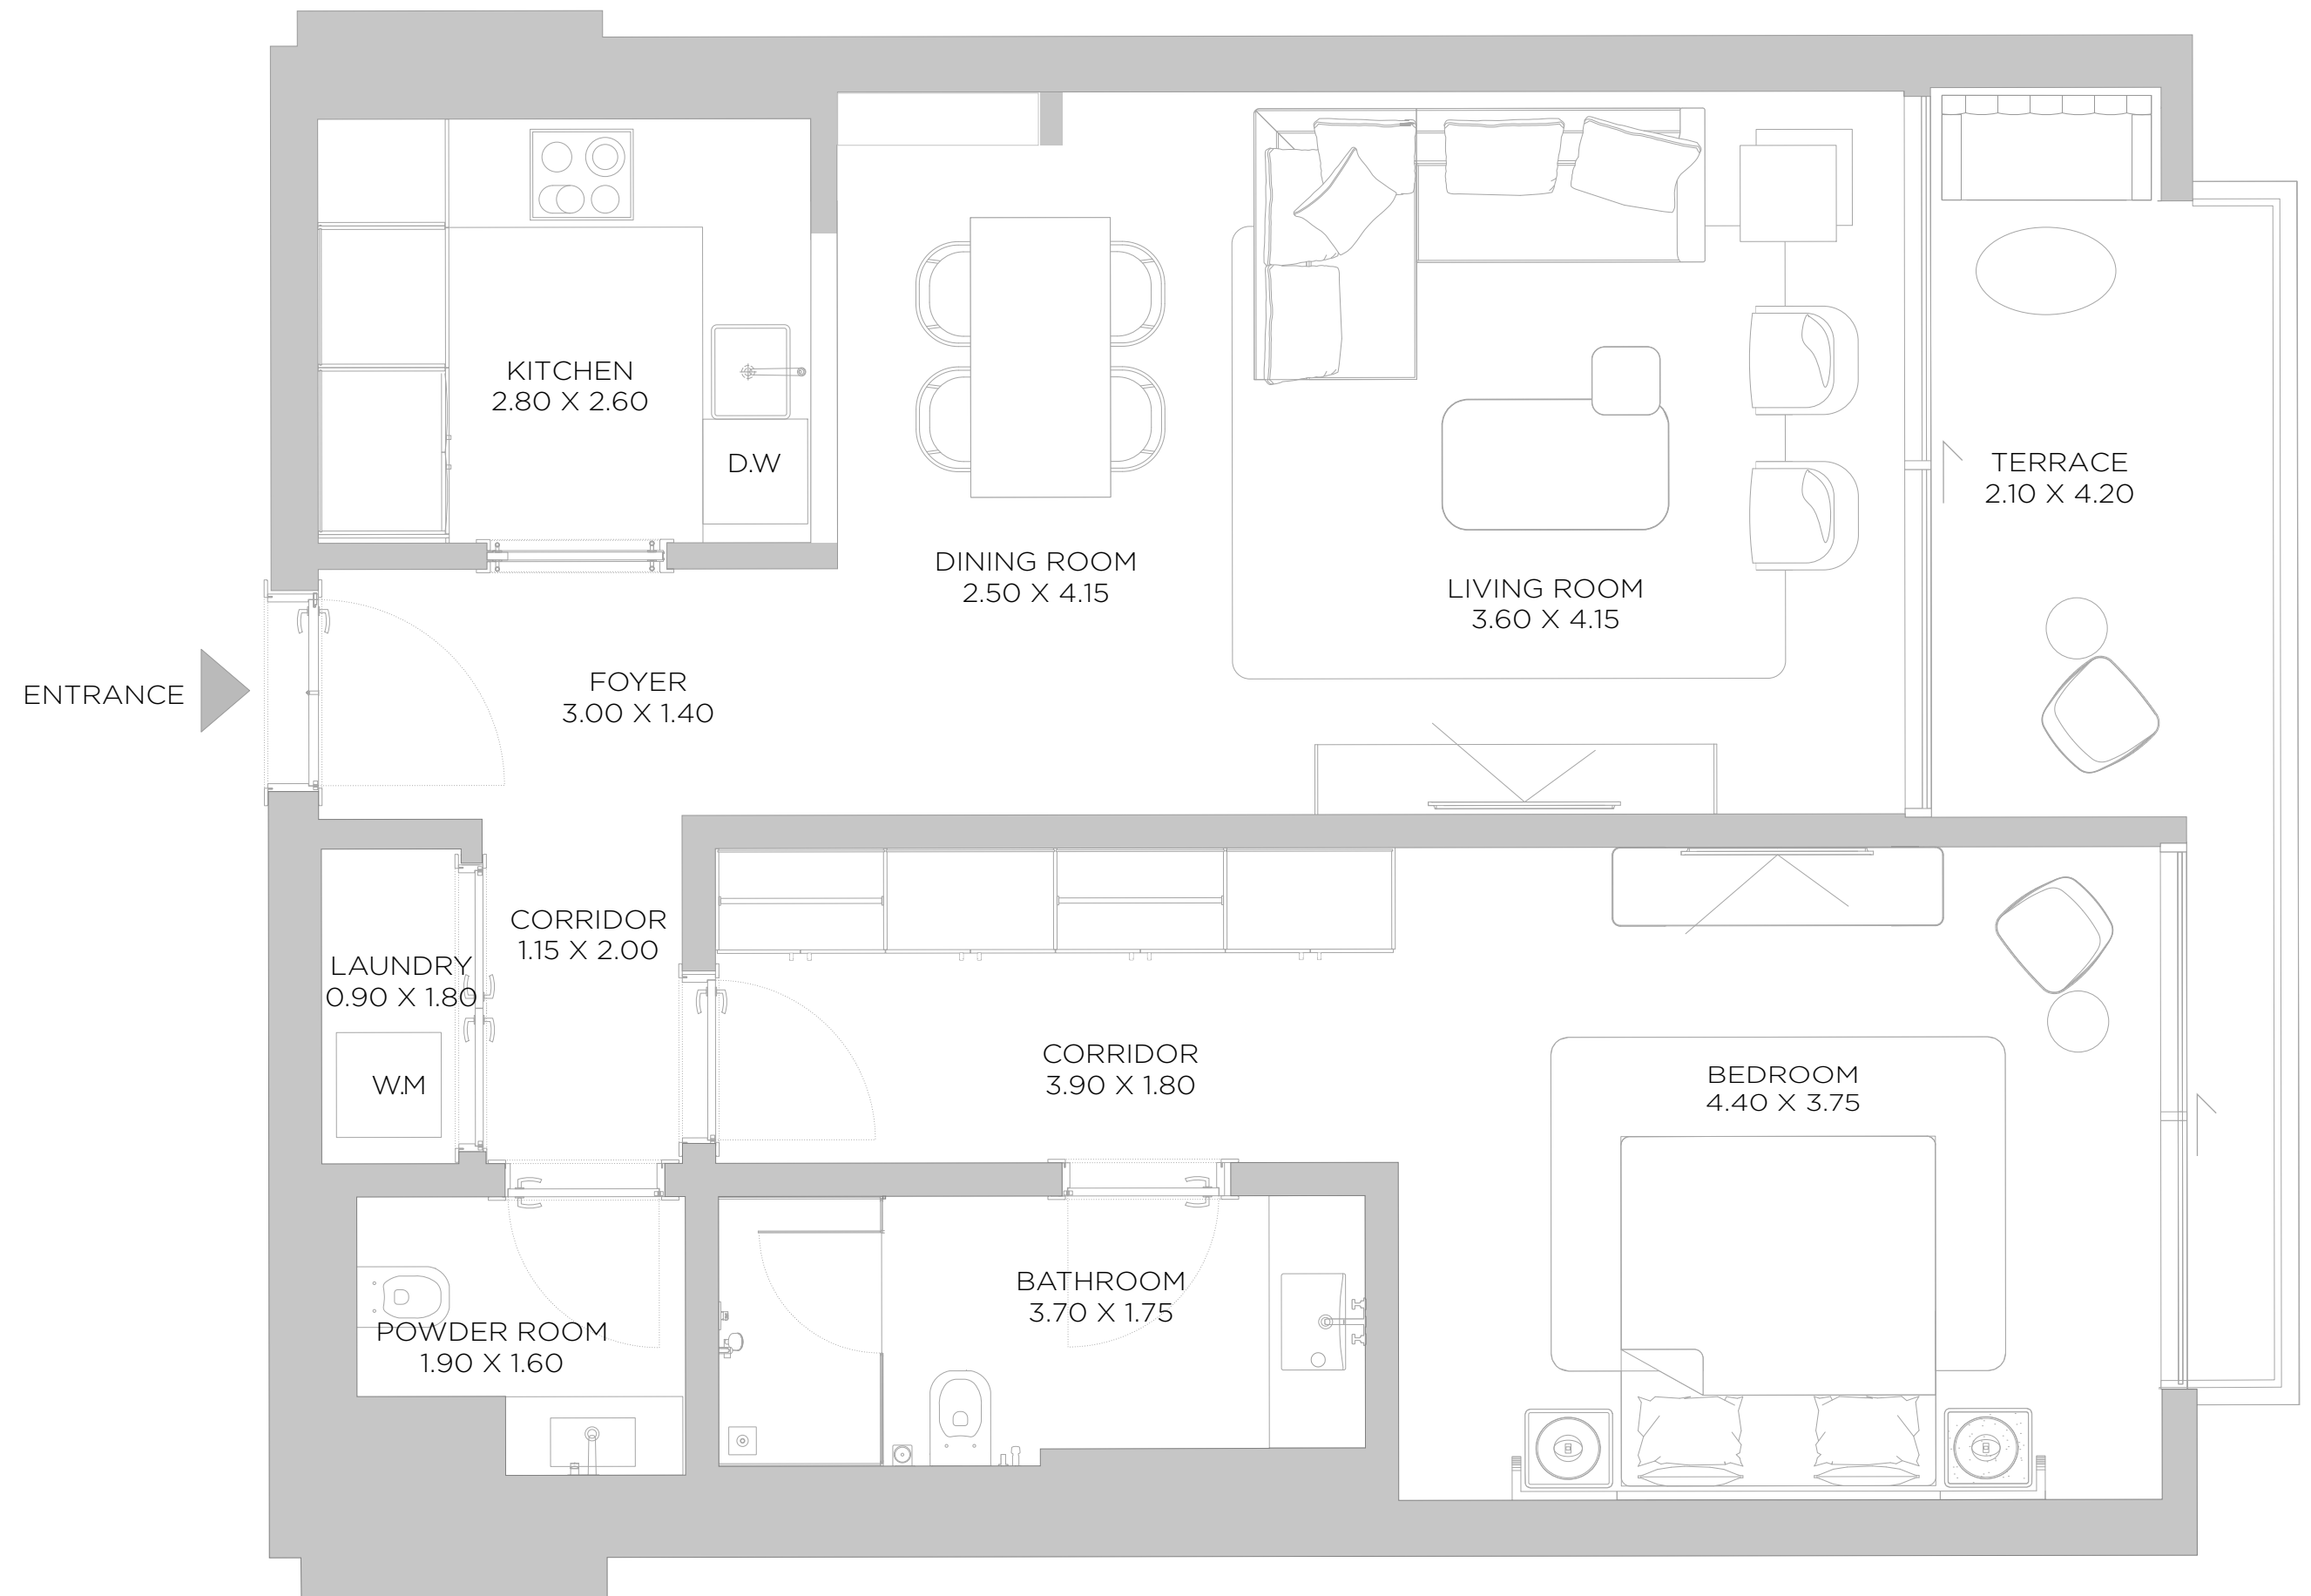 KITCHEN
2.80 X 2.60
D.W
TERRACE
2.10 X 4.20
DINING ROOM
2.50 X 4.15
LIVING ROOM
3.60 X 4.15
ENTRANCE
FOYER
3.00 X 1.40
CORRIDOR
1.15 X 2.00
LAUNDRY
0.90 X 1.80
W.M
CORRIDOR
3.90 X 1.80
BEDROOM
4.40 X 3.75
BATHROOM
3.70 X 1.75
POWDER ROOM
1.90 X 1.60